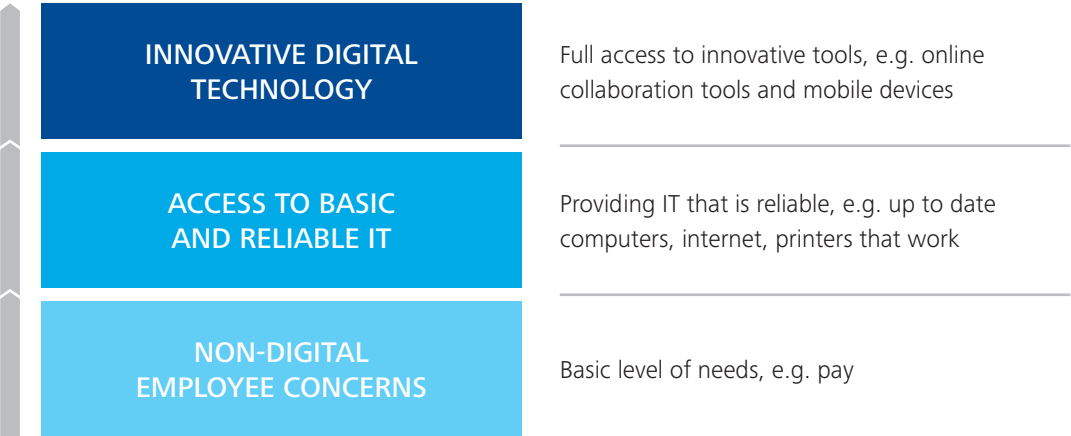 INNOVATIVE DIGITAL
TECHNOLOGY
Full access to innovative tools, e.g. online
collaboration tools and mobile devices
ACCESS TO BASIC
AND RELIABLE IT
Providing IT that is reliable, e.g. up to date
computers, internet, printers that work
NON-DIGITAL
EMPLOYEE CONCERNS
Basic level of needs, e.g. pay